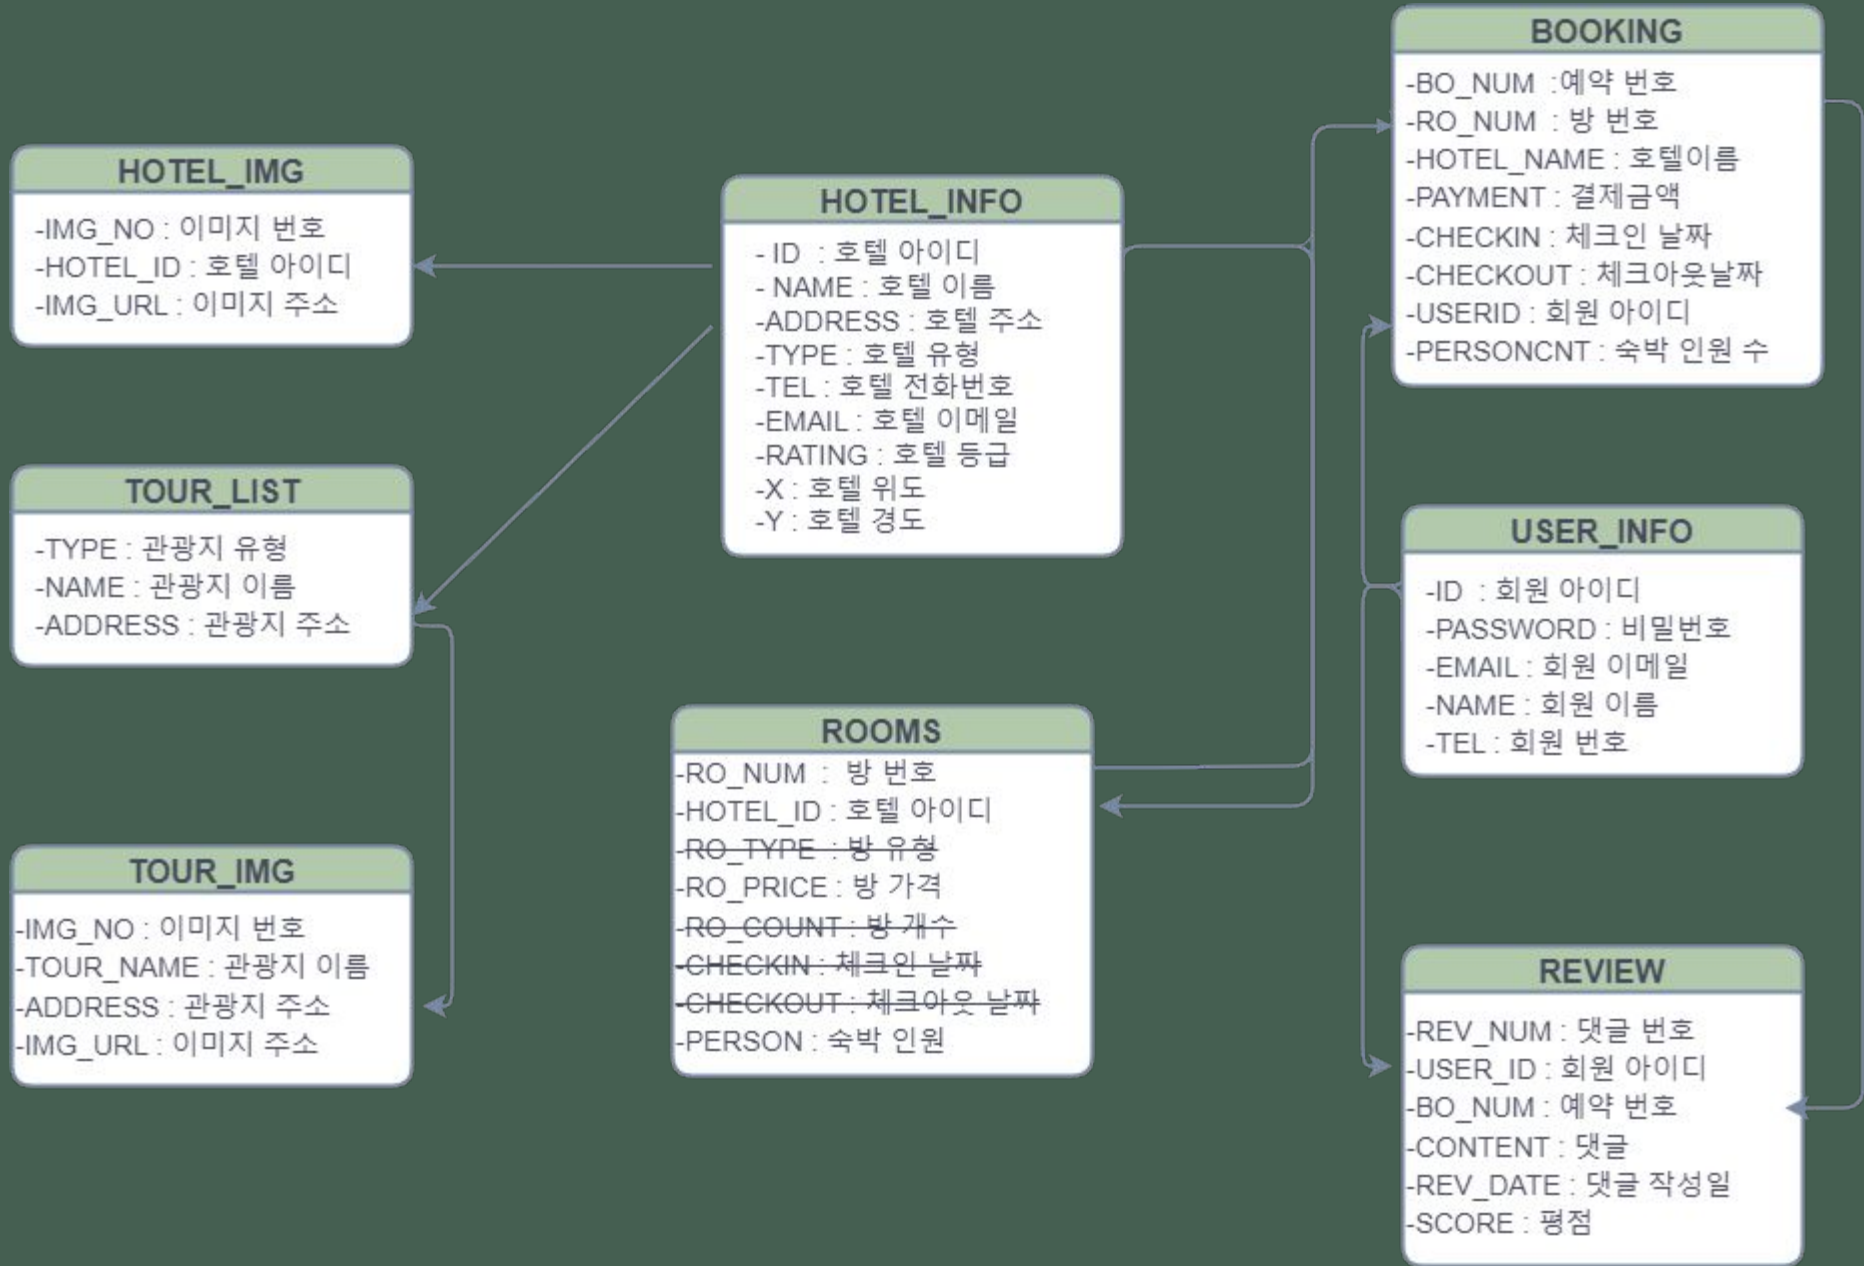 HOTEL_IMG
-IMG_NO : 이미지 번호
-HOTEL_ID : 호텔 아이디
-IMG_URL : 이미지 주소
TOUR_LIST
-TYPE : 관광지 유형
-NAME : 관광지 이름
-ADDRESS : 관광지 주소
TOUR_IMG
-IMG_NO : 이미지 번호
-TOUR_NAME : 관광지 이름
-ADDRESS : 관광지 주소
-IMG_URL : 이미지 주소
HOTEL_INFO
- ID : 호텔 아이디
- NAME : 호텔 이름
-ADDRESS : 호텔 주소
-TYPE : 호텔 유형
-TEL : 호텔 전화번호
-EMAIL : 호텔 이메일
-RATING : 호텔 등급
-X : 호텔 위도
-Y : 호텔 경도
ROOMS
-RO_NUM : 방 번호
-HOTEL_ID : 호텔 아이디
-RO_TYPE : 방 유형
-RO_PRICE : 방 가격
-RO_COUNT : 방 개수
-CHECKIN : 체크인 날짜
-CHECKOUT : 체크아웃 날짜
-PERSON : 숙박 인원
BOOKING
-BO_NUM :예약 번호
-RO_NUM : 방 번호
-HOTEL_NAME : 호텔이름
-PAYMENT : 결제금액
-CHECKIN : 체크인 날짜
-CHECKOUT : 체크아웃날짜
-USERID : 회원 아이디
-PERSONCNT : 숙박 인원 수
USER_INFO
-ID : 회원 아이디
-PASSWORD : 비밀번호
-EMAIL : 회원 이메일
-NAME : 회원 이름
-TEL : 회원 번호
REVIEW
-REV_NUM : 댓글 번호
-USER_ID : 회원 아이디
-BO_NUM : 예약 번호
-CONTENT : 댓글
-REV_DATE : 댓글 작성일
-SCORE : 평점